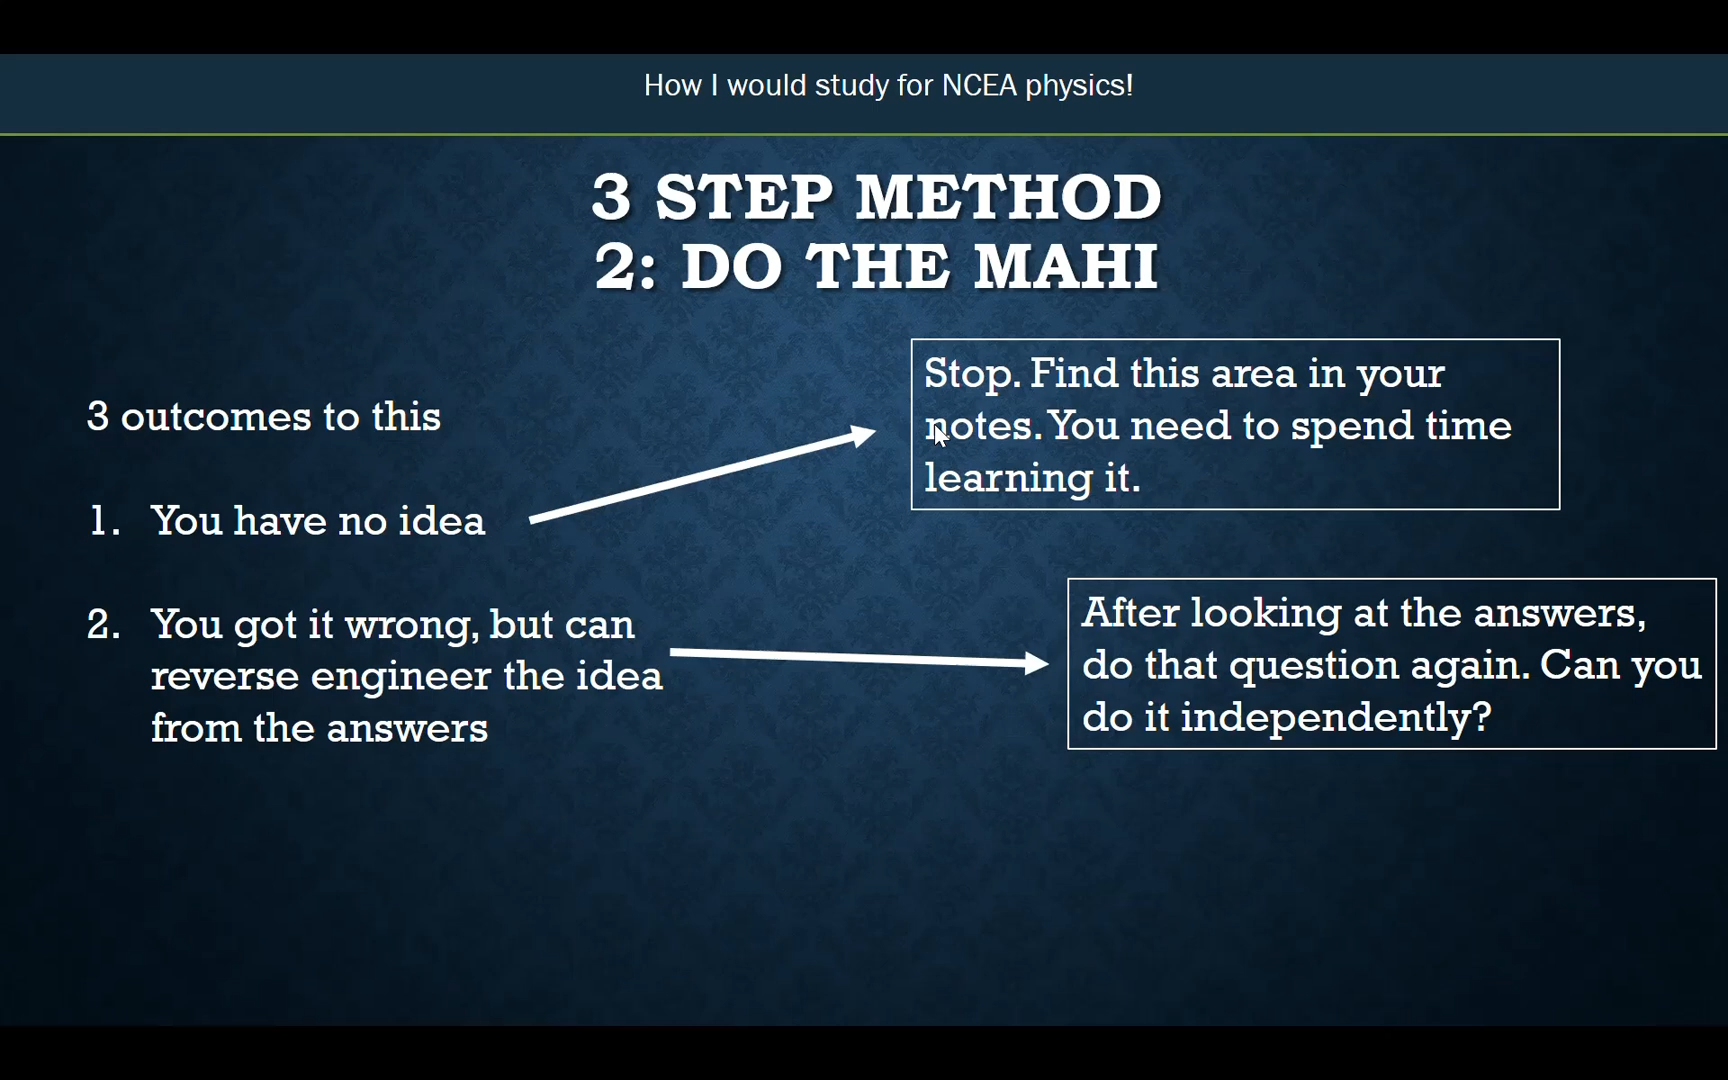 How I would study for NCEA physics!
3 STEP METHOD
2: DO THE MAHI
3 outcomes to this
1. You have no idea
Stop. Find this area in your
notes. You need to spend time
learning it.
2. You got it wrong, but can
reverse engineer the idea
from the answers
After looking at the answers,
do that question again. Can you
do it independently?